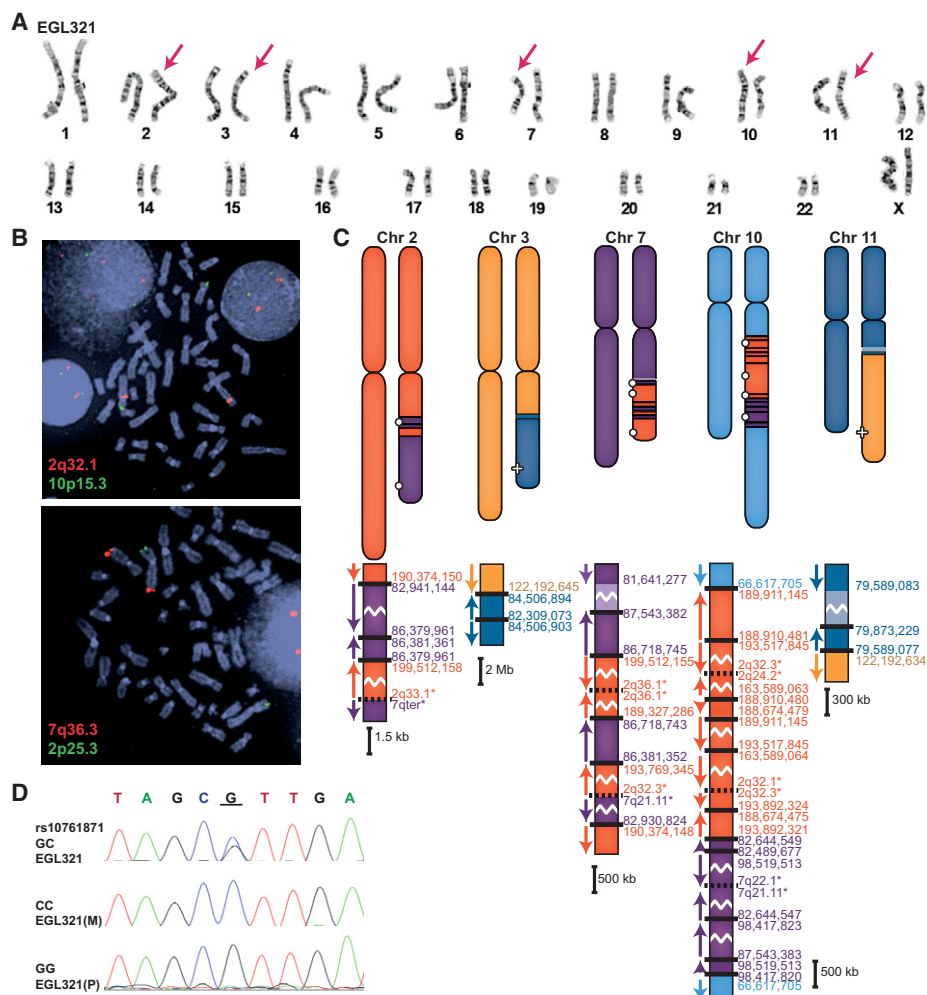 A
EGL321
1 2 3 4 5 6 7 8 9 10 11 12
13 14 15 16 17 18 19 20 21 22 X
B
2q32.1
10p15.3
7q36.3
2p25.3
C
Chr 2 Chr 3 Chr 7 Chr 10 Chr 11
190,374,150
82,941,144
86,379,961
86,381,361
86,379,961
199,512,158
2q33.1*
7qter*
1.5 kb
122,192,645
84,506,894
82,309,073
84,506,903
2 Mb
81,641,277
87,543,382
86,718,745
199,512,155
2q36.1*
2q36.1*
189,327,286
86,718,743
86,381,352
193,769,345
2q32.3*
7q21.11*
82,930,824
190,374,148
500 kb
66,617,705
189,911,145
188,910,481
193,517,845
2q32.3*
2q24.2*
163,589,063
188,910,480
188,674,479
189,911,145
193,517,845
163,589,064
2q32.1*
2q32.3*
193,892,324
188,674,475
193,892,321
82,644,549
82,489,677
98,519,513
7q22.1*
7q21.11*
82,644,547
98,417,823
87,543,383
98,519,513
98,417,820
66,617,705
500 kb
79,589,083
79,873,229
79,589,077
122,192,634
300 kb
D
T A G C G T T G A
rs10761871
GC
EGL321
CC
EGL321(M)
GG
EGL321(P)